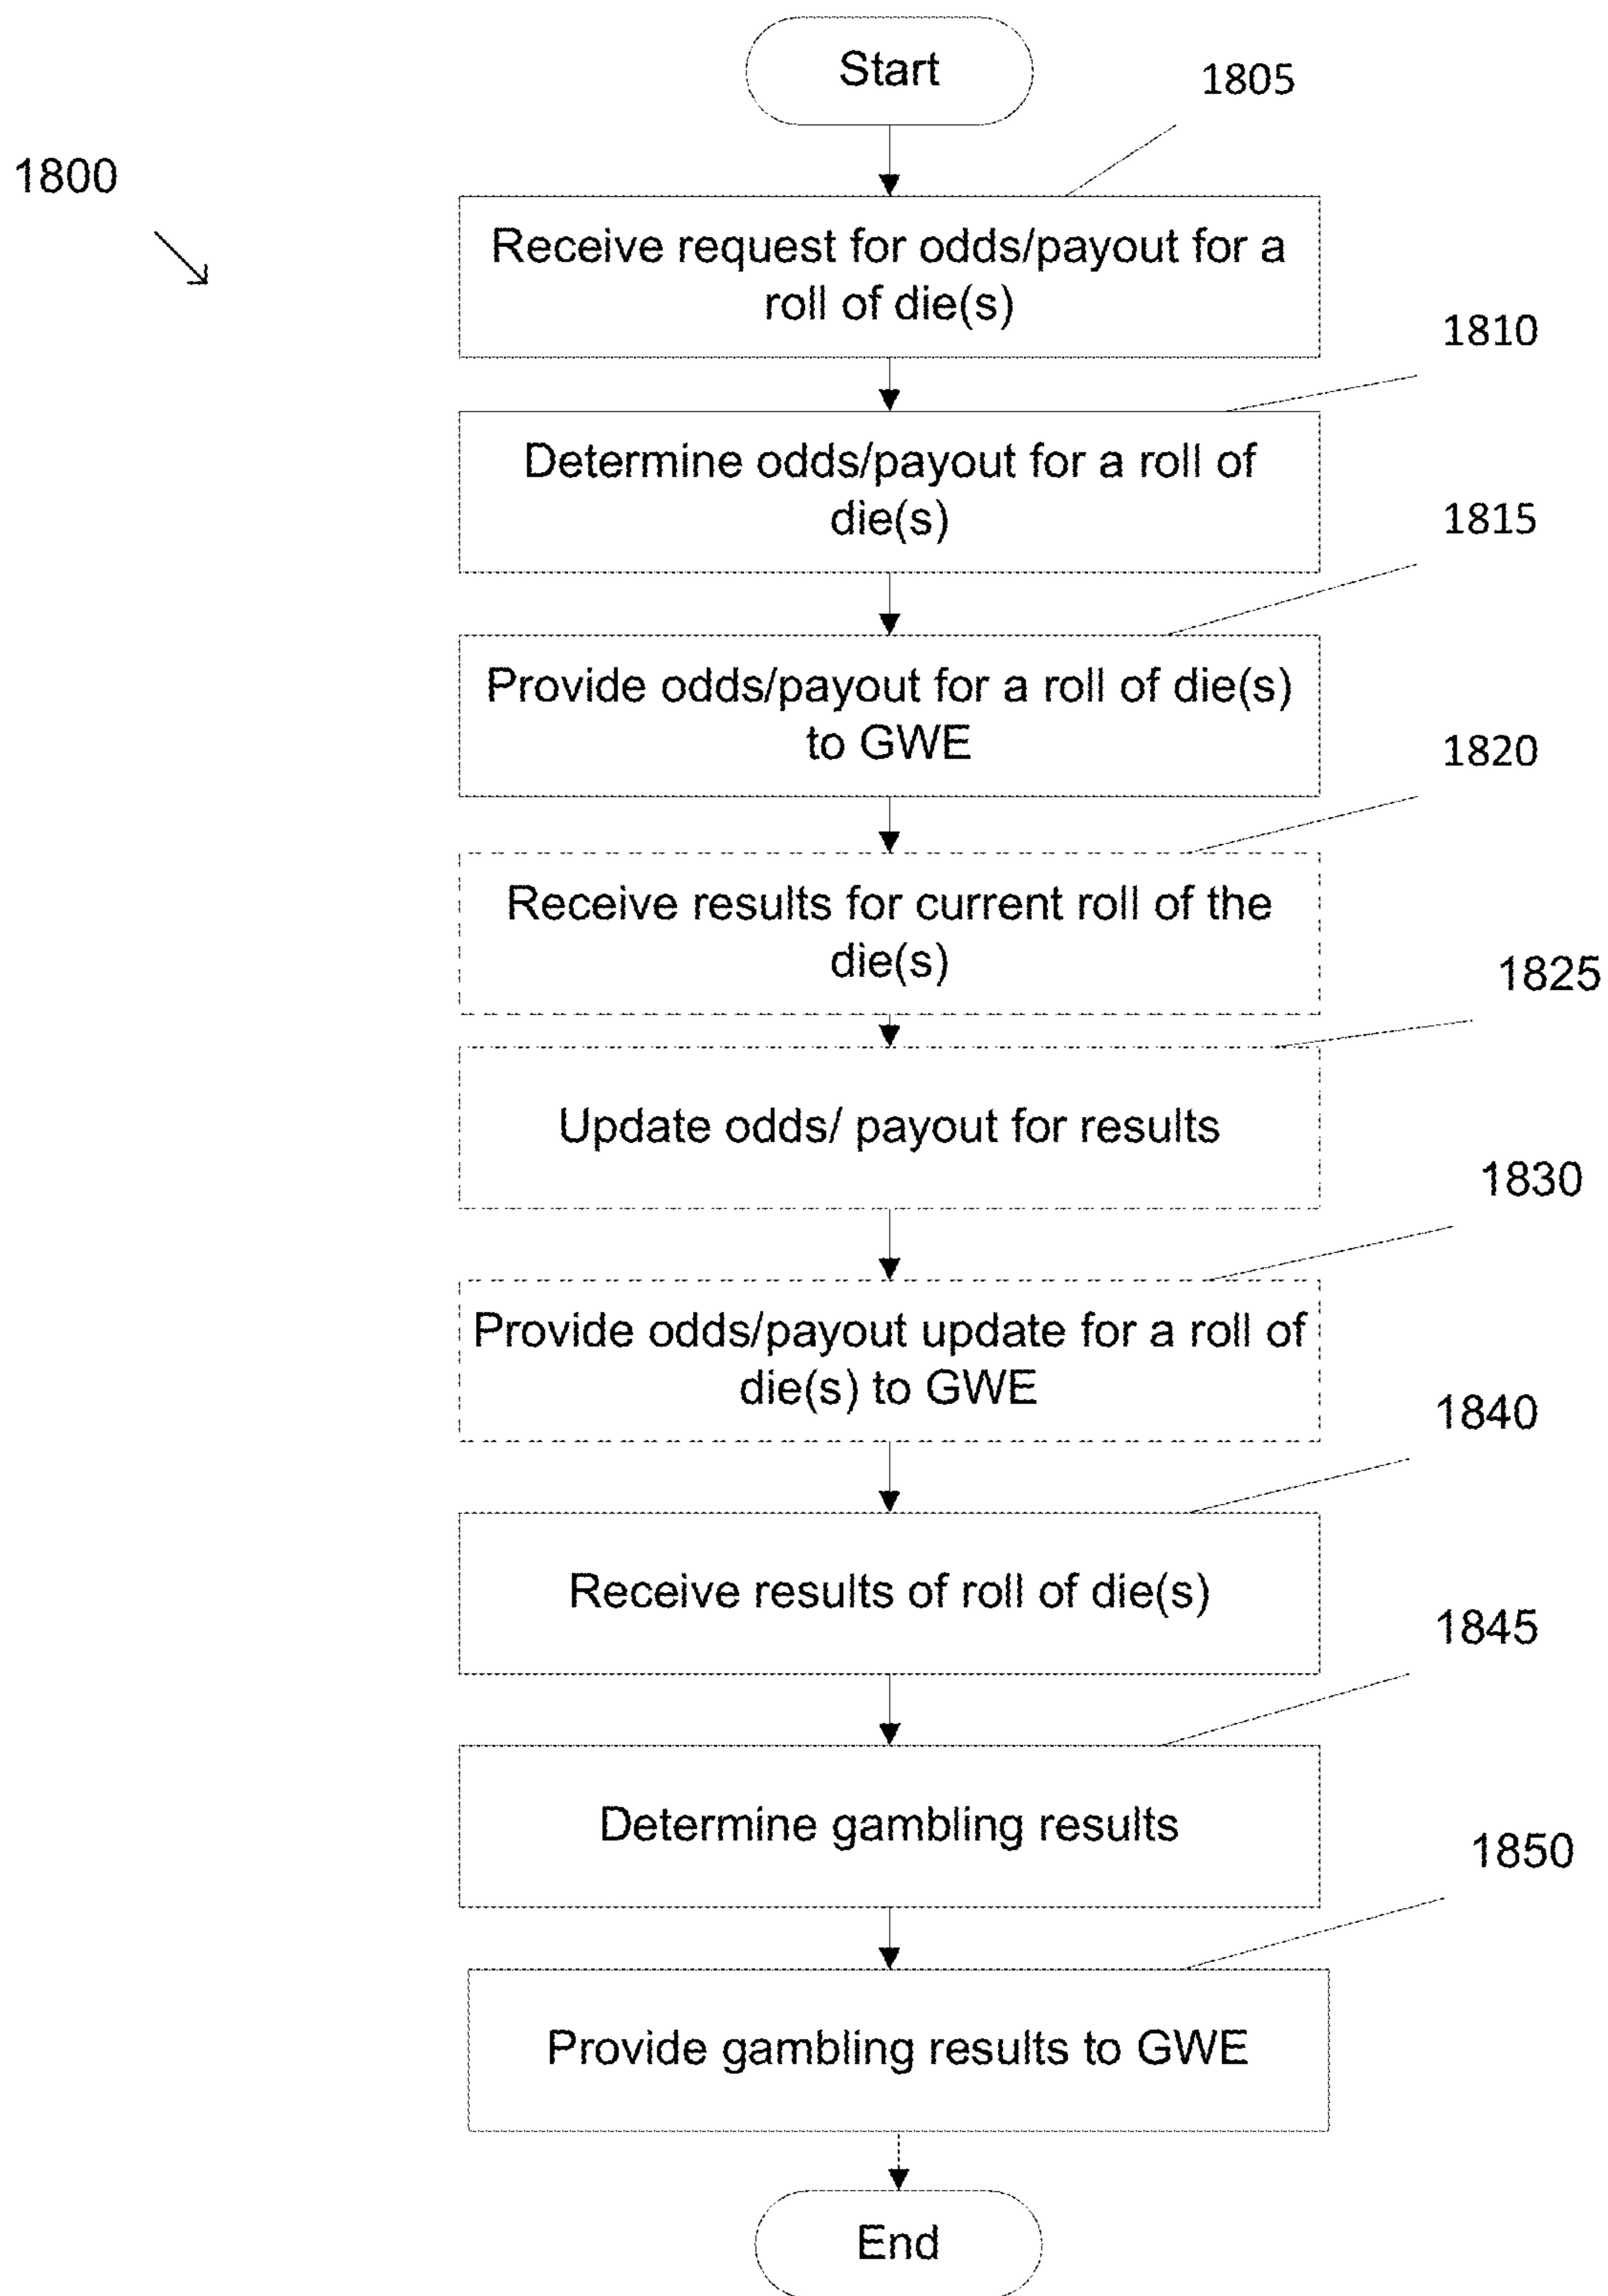 Start
1805
1800
Receive request for odds/payout for a
roll of die(s)
1810
Determine odds/payout for a roll of
die(s)
1815
Provide odds/payout for a roll of die(s)
to GWE
1820
Receive results for current roll of the
die(s)
1825
Update odds/ payout for results
1830
Provide odds/payout update for a roll of
die(s) to GWE
1840
Receive results of roll of die(s)
1845
Determine gambling results
1850
Provide gambling results to GWE
End